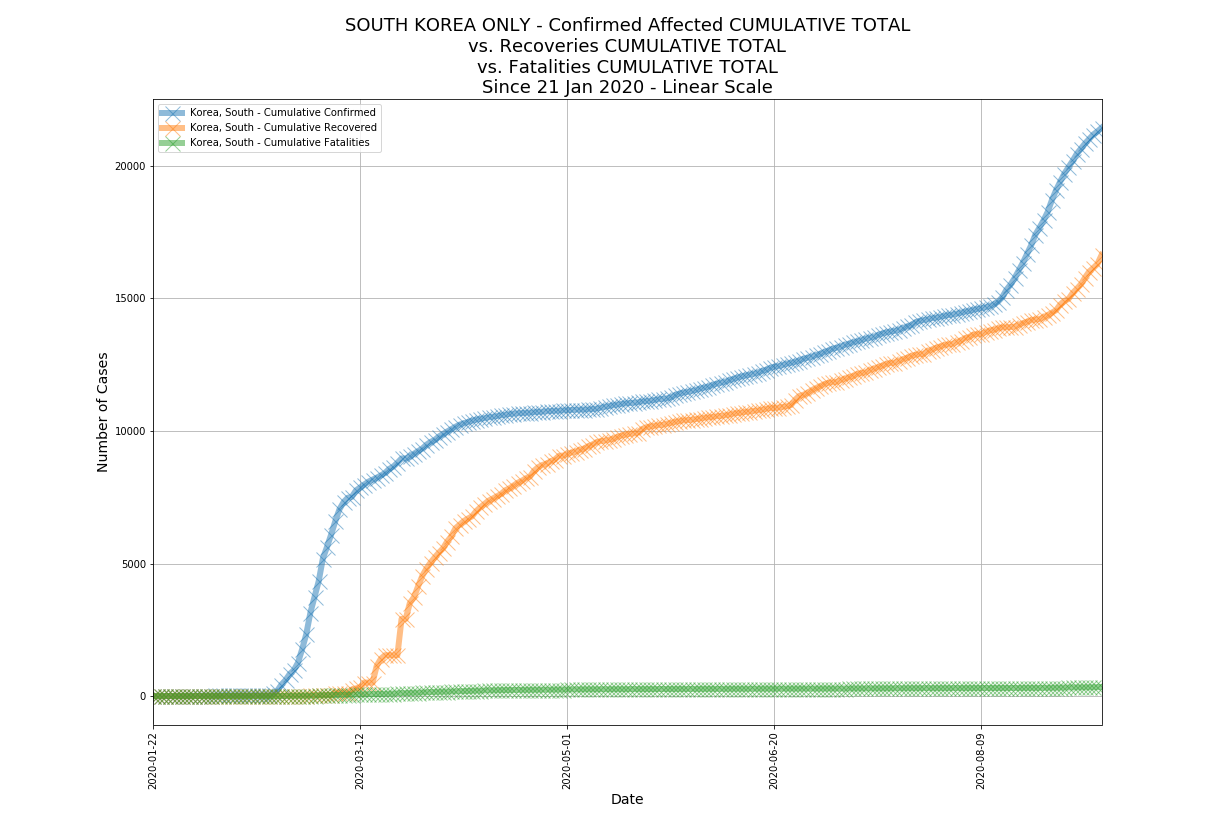 SOUTH KOREA ONLY - Confirmed Affected CUMULATIVE TOTAL
vs. Recoveries CUMULATIVE TOTAL
vs. Fatalities CUMULATIVE TOTAL
Since 21 Jan 2020 - Linear Scale
Korea, South - Cumulative Confirmed
Korea, South - Cumulative Recovered
Korea, South - Cumulative Fatalities
Number of Cases
20000
15000
10000
5000
0
2020-01-22
2020-03-12
2020-05-01
2020-06-20
2020-08-09
Date